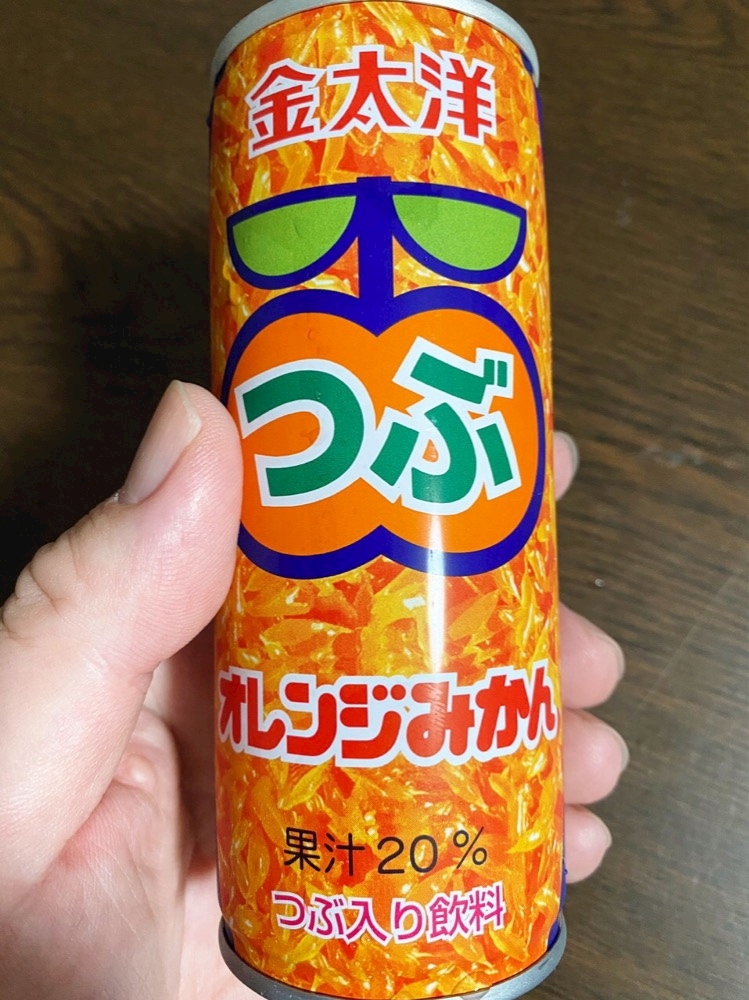 金太洋
つぶ
オレンジみかん
果汁20%
つぶ入り飲料